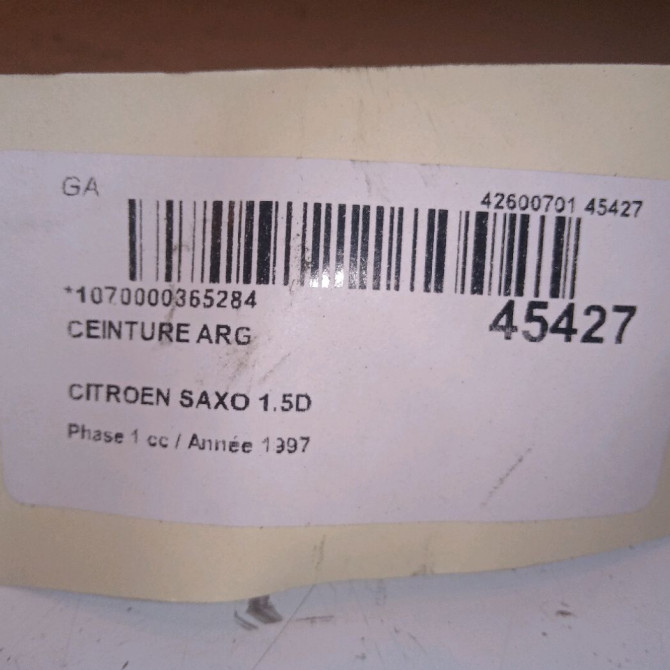 GA
42600701 45427
*1070000365284
45427
CEINTURE ARG
CITROEN SAXO 1.5D
Phase 1 cc / Année 1997